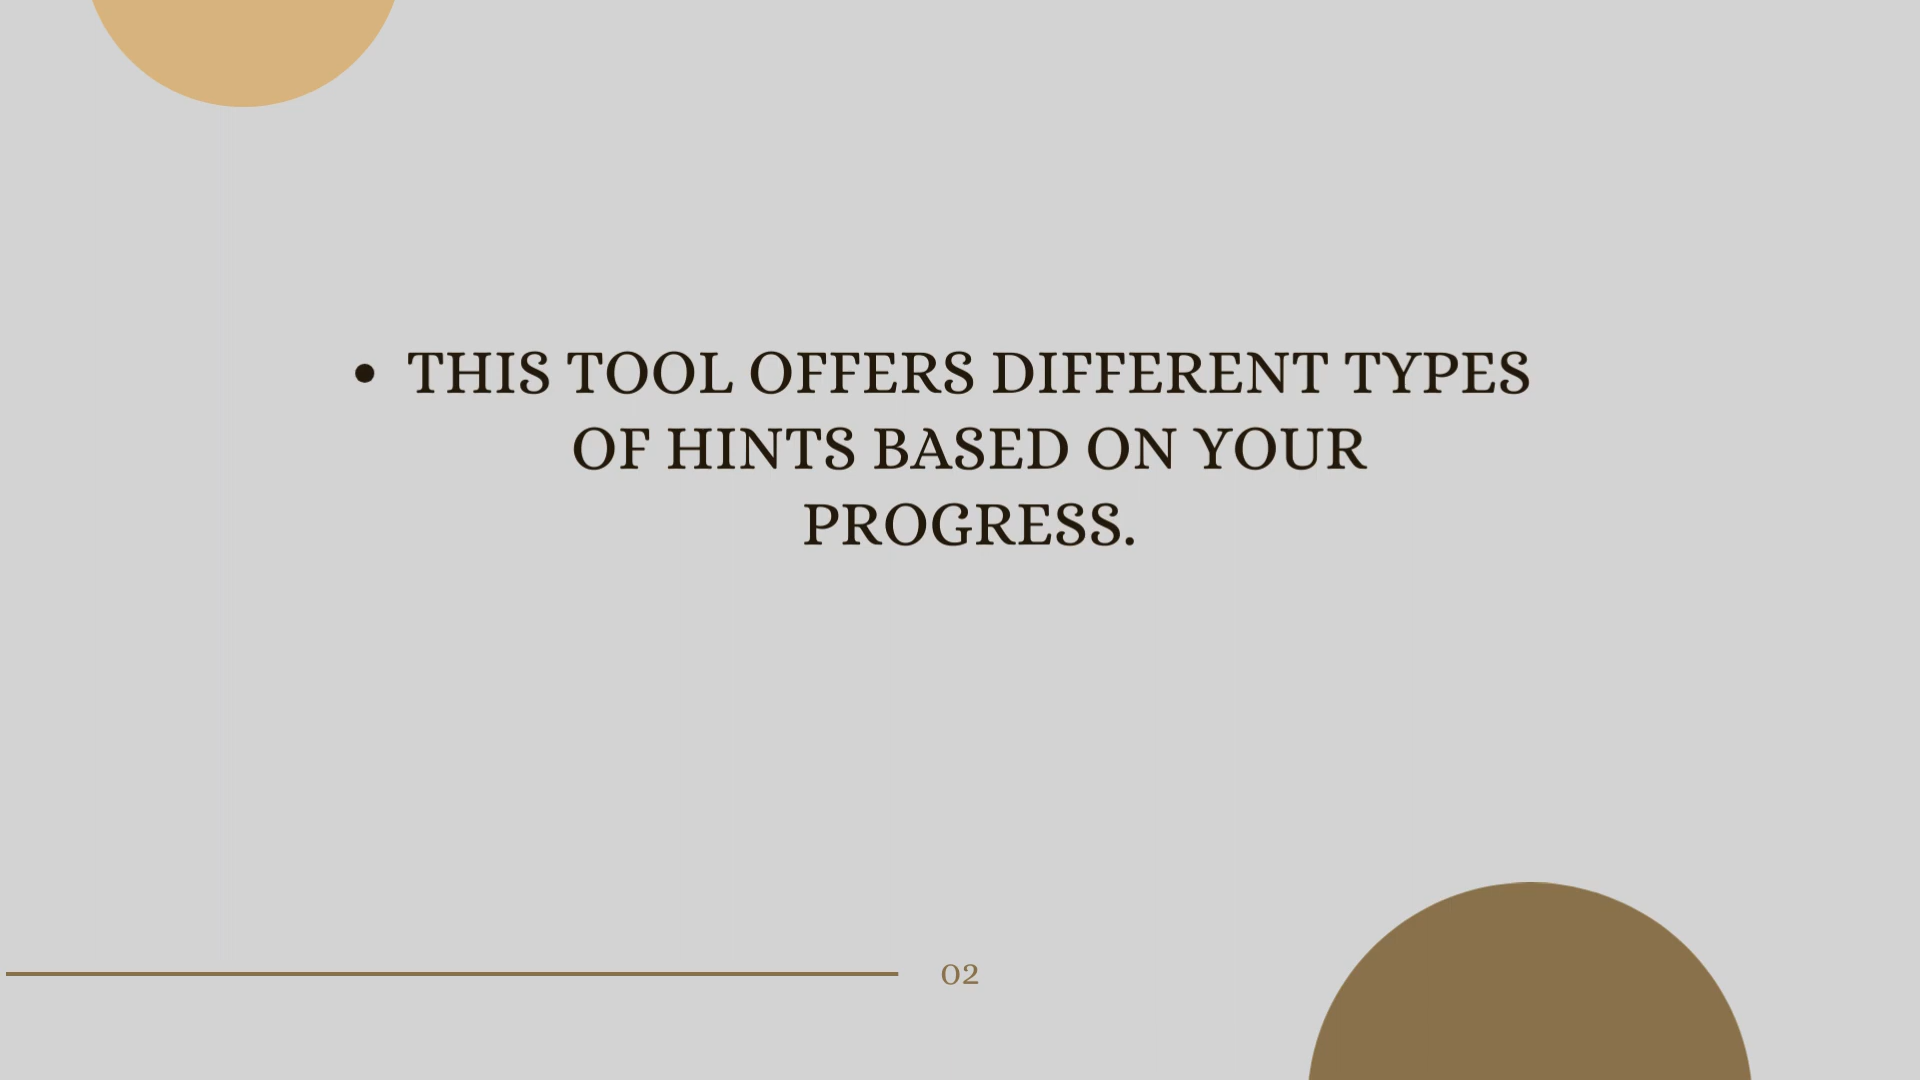 • THIS TOOL OFFERS DIFFERENT TYPES
OF HINTS BASED ON YOUR
PROGRESS.
02